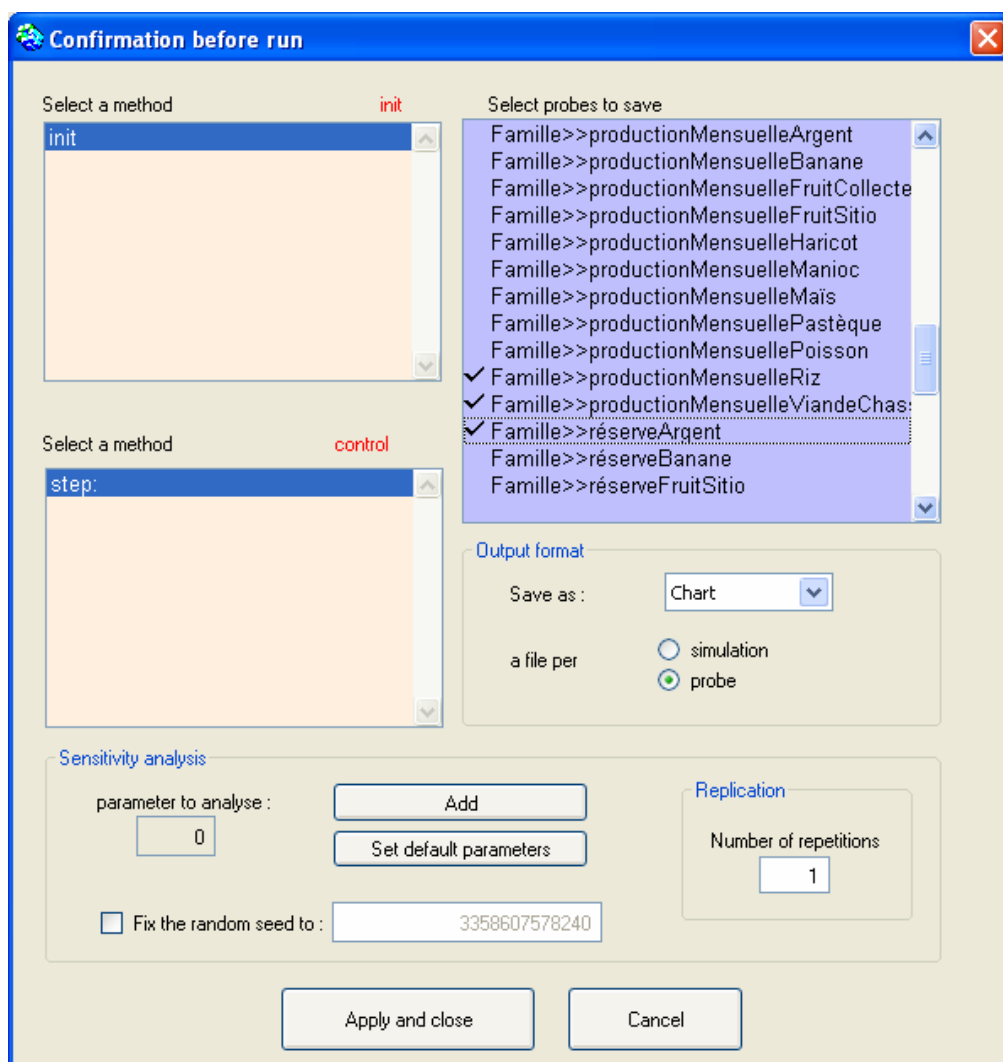 Confirmation before run
Select a method init
init
Select a method control
step:
Select probes to save
Famille>>productionMensuelleArgent
Famille>>productionMensuelleBanane
Famille>>productionMensuelleFruitCollecte
Famille>>productionMensuelleFruitSitio
Famille>>productionMensuelleHaricot
Famille>>productionMensuelleManioc
Famille>>productionMensuelleMaïs
Famille>>productionMensuellePastèque
Famille>>productionMensuellePoisson
Famille>>productionMensuelleRiz
Famille>>productionMensuelleViandeChas
Famille>>réserveArgent
Famille>>réserveBanane
Famille>>réserveFruitSitio
Output format
Save as : Chart
a file per
simulation
probe
Sensitivity analysis
parameter to analyse :
0
Add
Set default parameters
Fix the random seed to : 3358607578240
Replication
Number of repetitions
1
Apply and close
Cancel